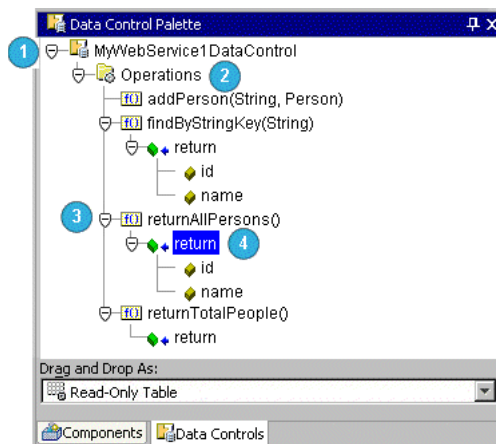 Data Control Palette
1 MyWebService1DataControl
Operations 2
f() addPerson(String, Person)
f() findByStringKey(String)
return
id
name
3 f() returnAllPersons()
return 4
id
name
f() returnTotalPeople()
return
Drag and Drop As:
Read-Only Table
Components Data Controls